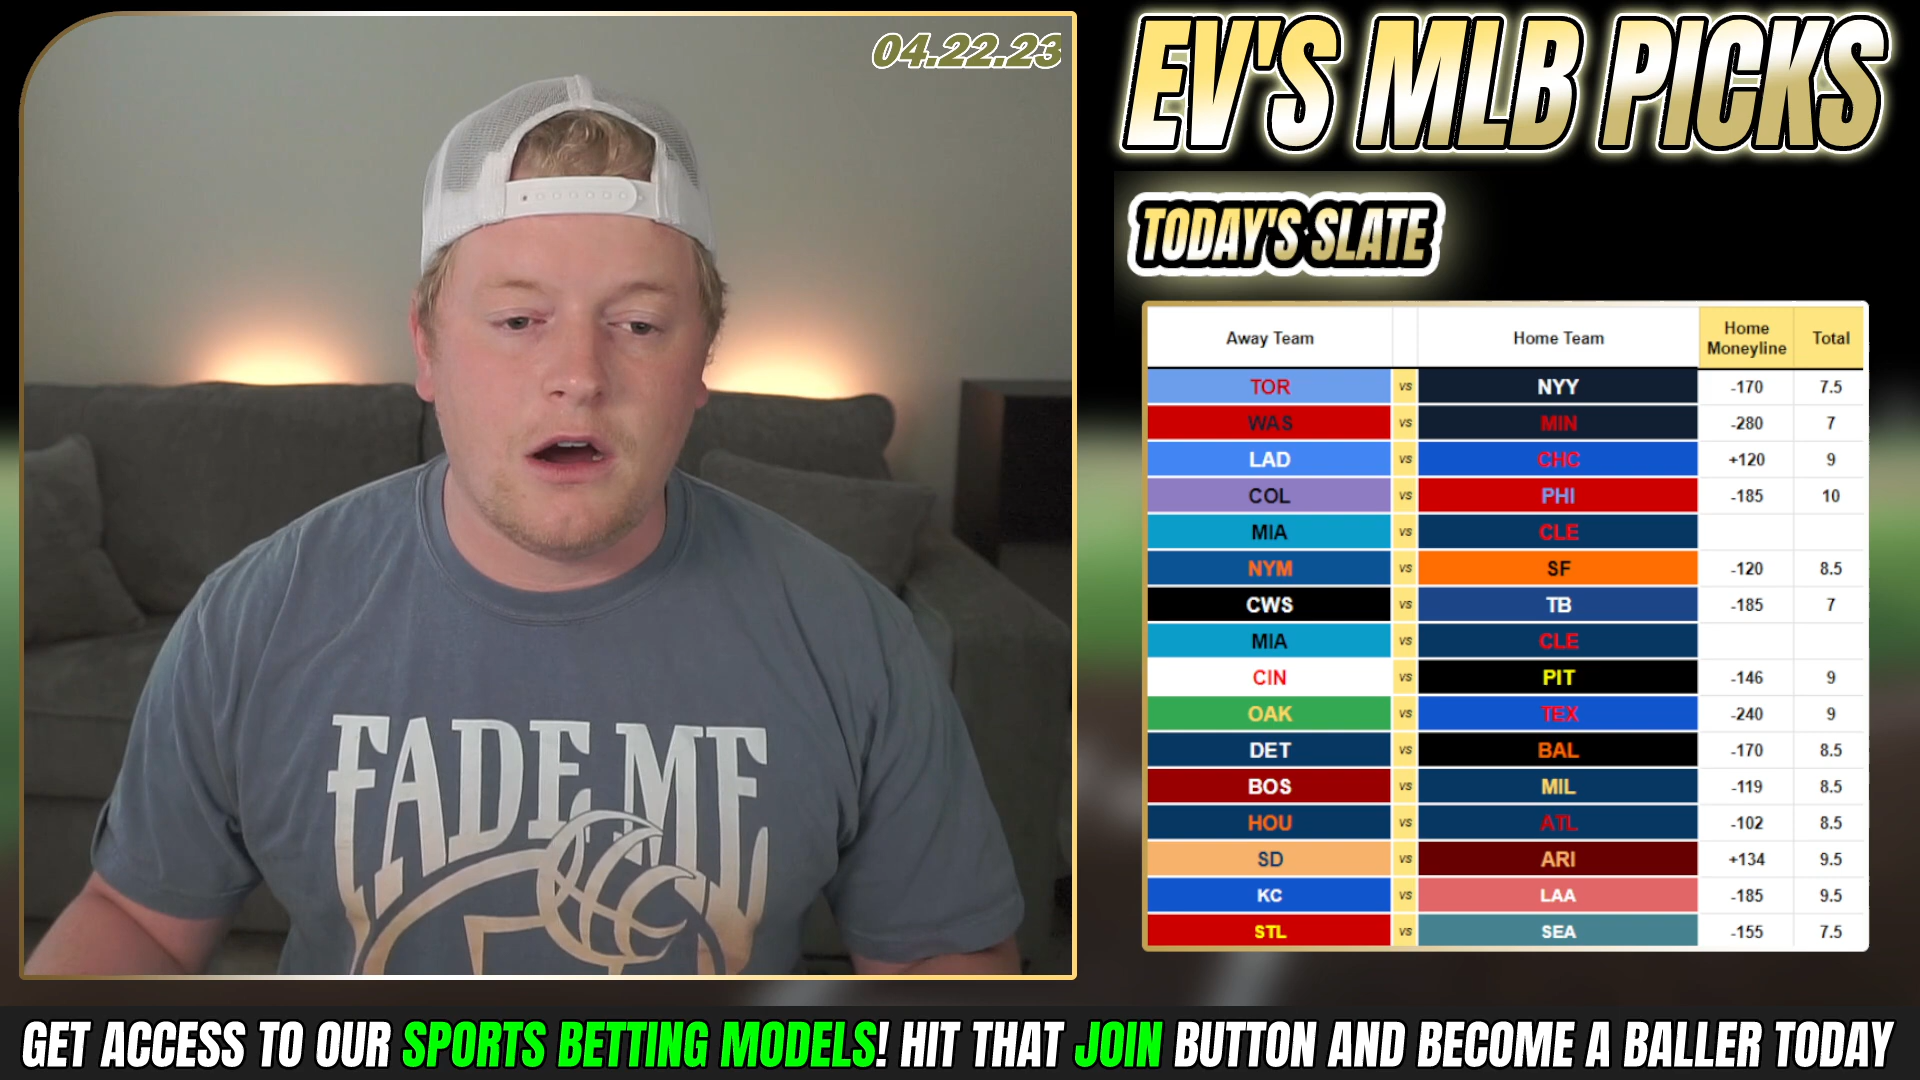 04.22.23
EV'S MLB PICKS
TODAY'S SLATE
Away Team Home Team Home Moneyline Total
TOR vs NYY -170 7.5
WAS vs MIN -280 7
LAD vs CHC +120 9
COL vs PHI -185 10
MIA vs CLE
NYM vs SF -120 8.5
CWS vs TB -185 7
MIA vs CLE
CIN vs PIT -146 9
OAK vs TEX -240 9
DET vs BAL -170 8.5
BOS vs MIL -119 8.5
HOU vs ATL -102 8.5
SD vs ARI +134 9.5
KC vs LAA -185 9.5
STL vs SEA -155 7.5
FADE ME
GET ACCESS TO OUR SPORTS BETTING MODELS! HIT THAT JOIN BUTTON AND BECOME A BALLER TODAY